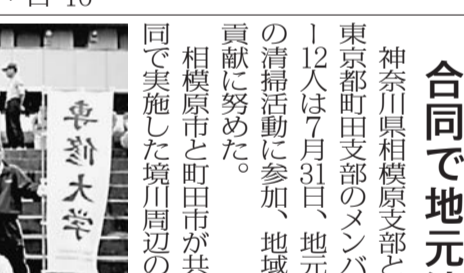 合同で地元
神奈川県相模原支部と
東京都町田支部のメンバ
ー12人は7月31日、地元
の清掃活動に参加、地域
貢献に努めた。
相模原市と町田市が共
同で実施した境川周辺の
専修大学